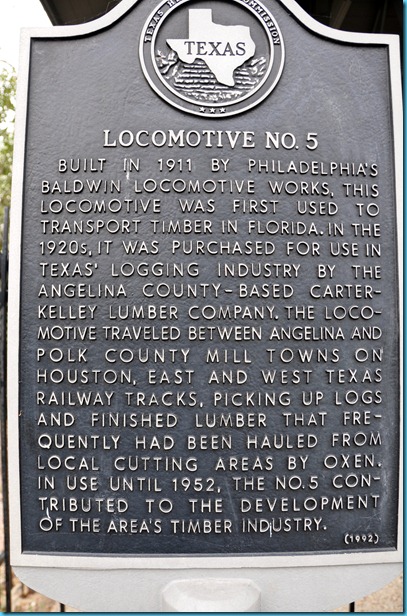 TEXAS
LOCOMOTIVE NO. 5
BUILT IN 1911 BY PHILADELPHIA'S
BALDWIN LOCOMOTIVE WORKS, THIS
LOCOMOTIVE WAS FIRST USED TO
TRANSPORT TIMBER IN FLORIDA. IN THE
1920s, IT WAS PURCHASED FOR USE IN
TEXAS' LOGGING INDUSTRY BY THE
ANGELINA COUNTY-BASED CARTER-
KELLEY LUMBER COMPANY. THE LOCO-
MOTIVE TRAVELED BETWEEN ANGELINA AND
POLK COUNTY MILL TOWNS ON
HOUSTON, EAST AND WEST TEXAS
RAILWAY TRACKS, PICKING UP LOGS
AND FINISHED LUMBER THAT FRE-
QUENTLY HAD BEEN HAULED FROM
LOCAL CUTTING AREAS BY OXEN.
IN USE UNTIL 1952, THE NO. 5 CON-
TRIBUTED TO THE DEVELOPMENT
OF THE AREA'S TIMBER INDUSTRY.
(1992)